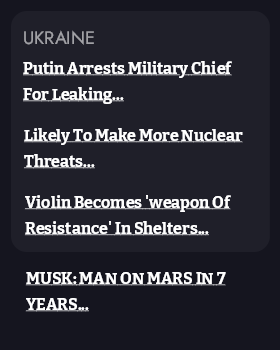 UKRAINE
Putin Arrests Military Chief
For Leaking...
Likely To Make More Nuclear
Threats...
Violin Becomes 'weapon Of
Resistance' In Shelters...
MUSK: MAN ON MARS IN 7
YEARS...